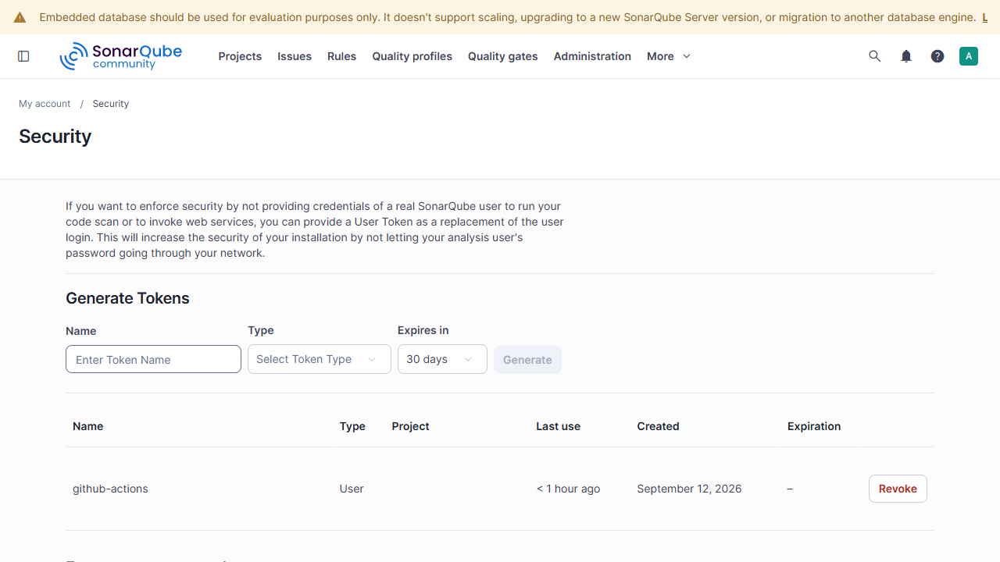 Embedded database should be used for evaluation purposes only. It doesn't support scaling, upgrading to a new SonarQube Server version, or migration to another database engine. L
SonarQube community
Projects Issues Rules Quality profiles Quality gates Administration More
A
My account / Security
Security
If you want to enforce security by not providing credentials of a real SonarQube user to run your
code scan or to invoke web services, you can provide a User Token as a replacement of the user
login. This will increase the security of your installation by not letting your analysis user's
password going through your network.
Generate Tokens
Name Type Expires in
Enter Token Name Select Token Type 30 days Generate
Name Type Project Last use Created Expiration
github-actions User < 1 hour ago September 12, 2026 – Revoke